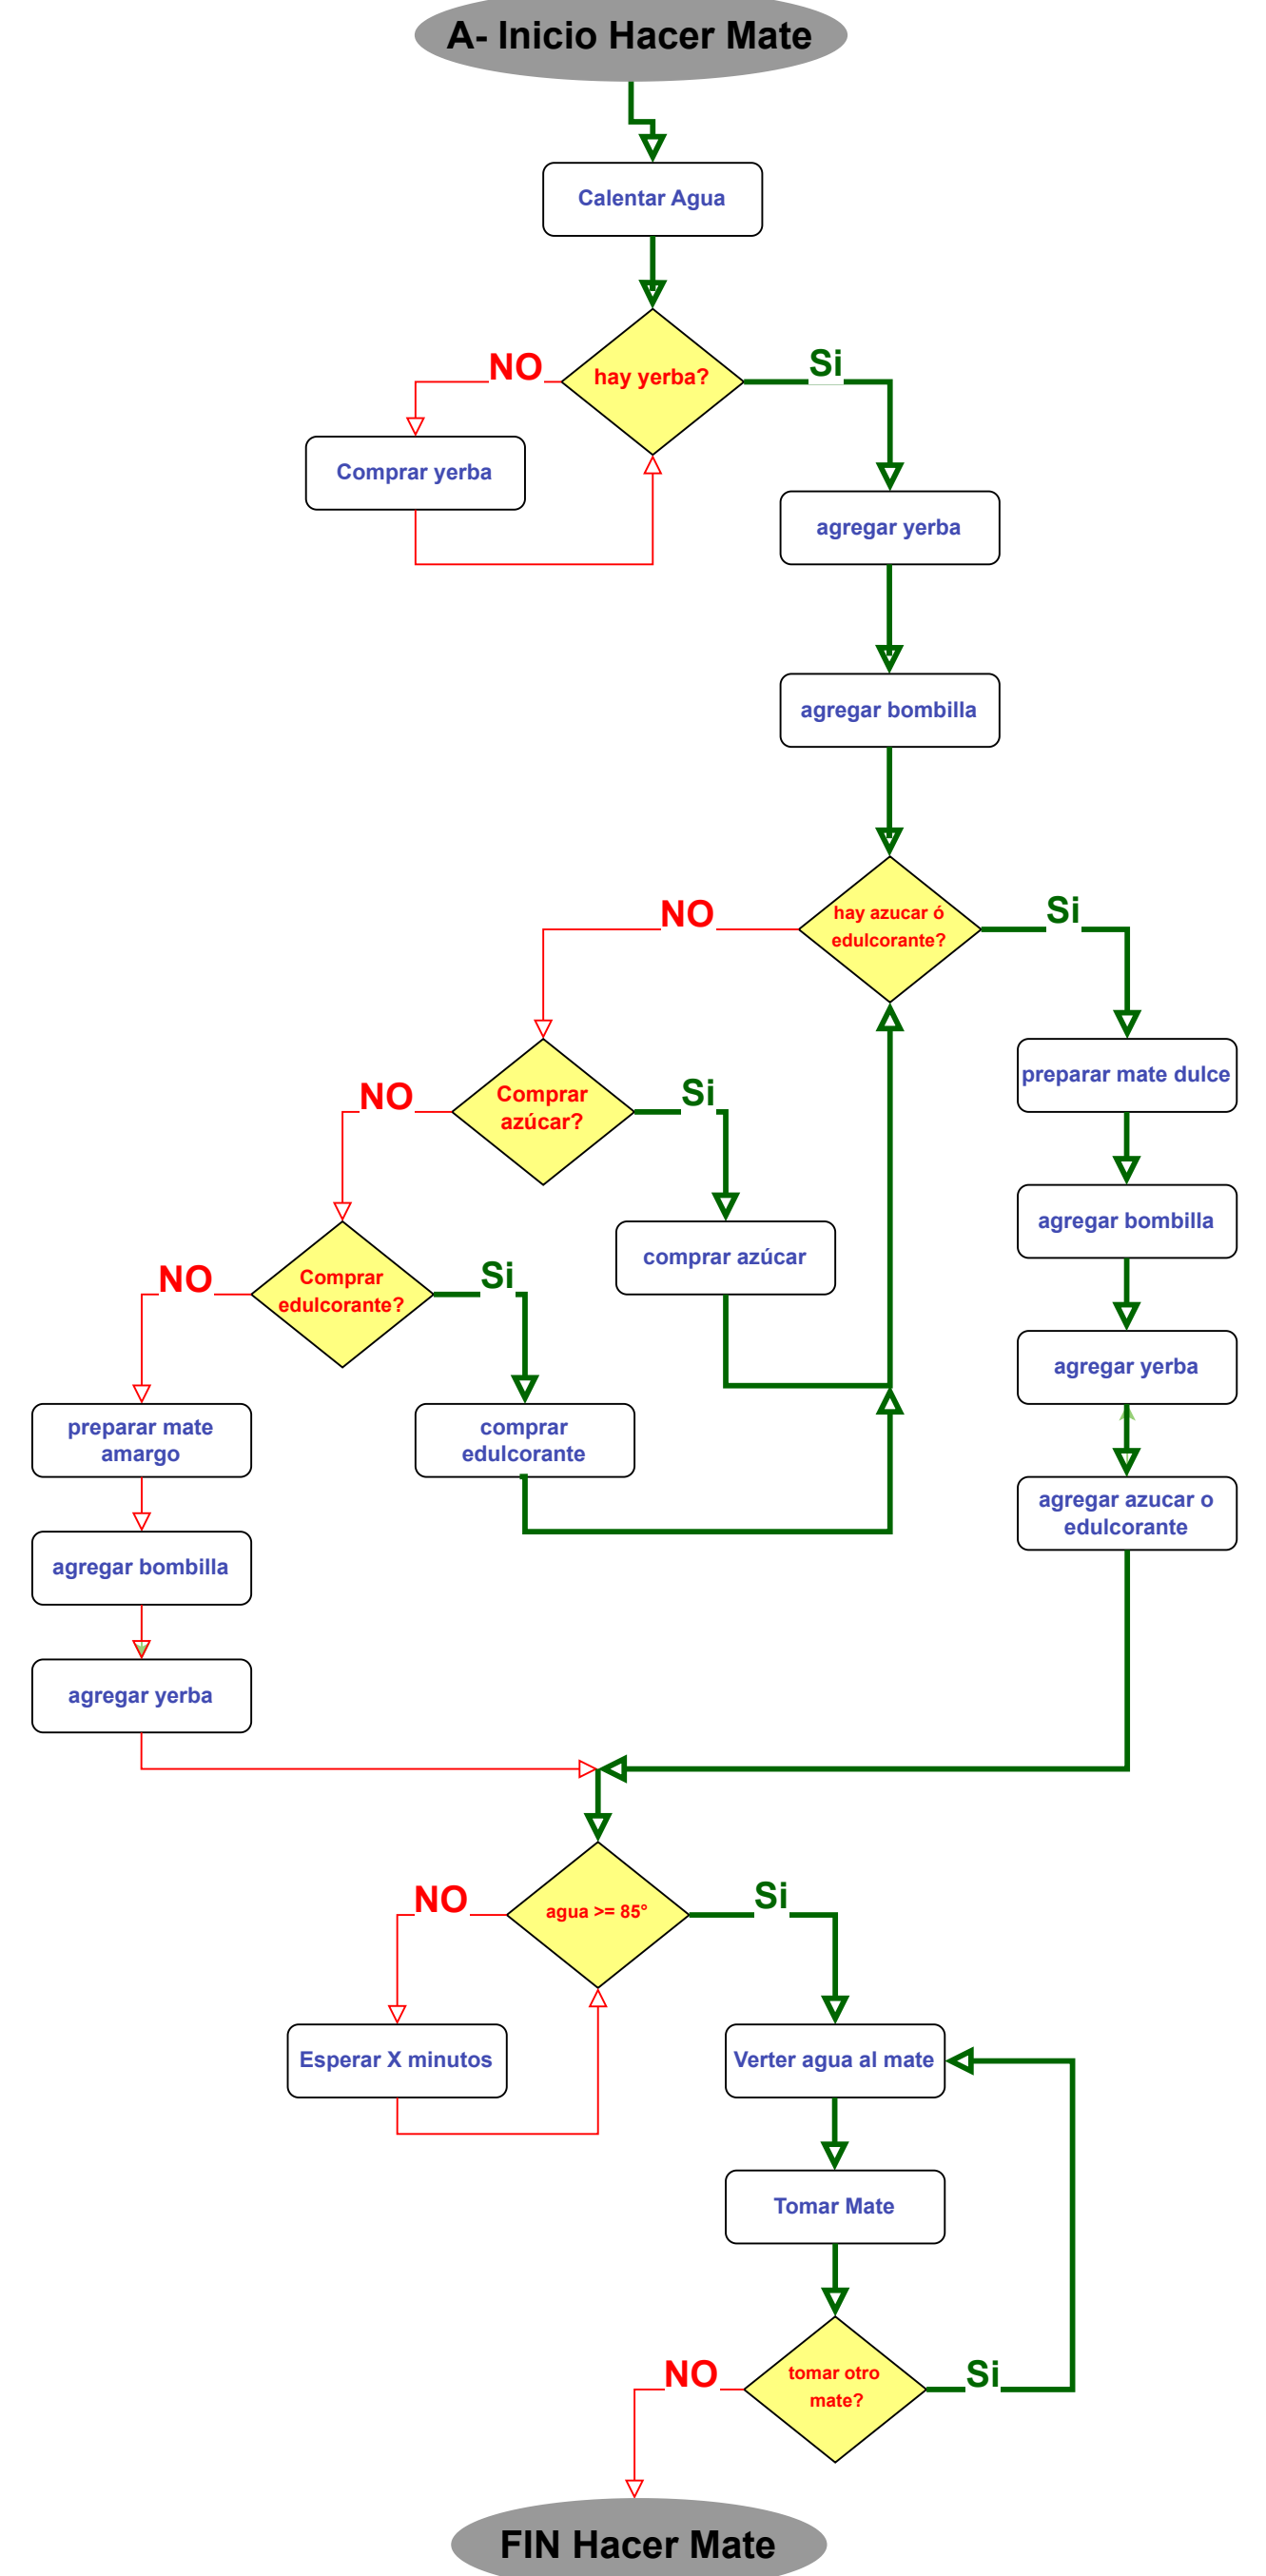 A- Inicio Hacer Mate
Calentar Agua
hay yerba?
NO
Si
Comprar yerba
agregar yerba
agregar bombilla
hay azucar ó
edulcorante?
NO
Si
preparar mate dulce
Comprar
azúcar?
NO
Si
agregar bombilla
comprar azúcar
Comprar
edulcorante?
NO
Si
agregar yerba
preparar mate
amargo
comprar
edulcorante
agregar azucar o
edulcorante
agregar bombilla
agregar yerba
agua >= 85°
NO
Si
Esperar X minutos
Verter agua al mate
Tomar Mate
tomar otro
mate?
NO
Si
FIN Hacer Mate